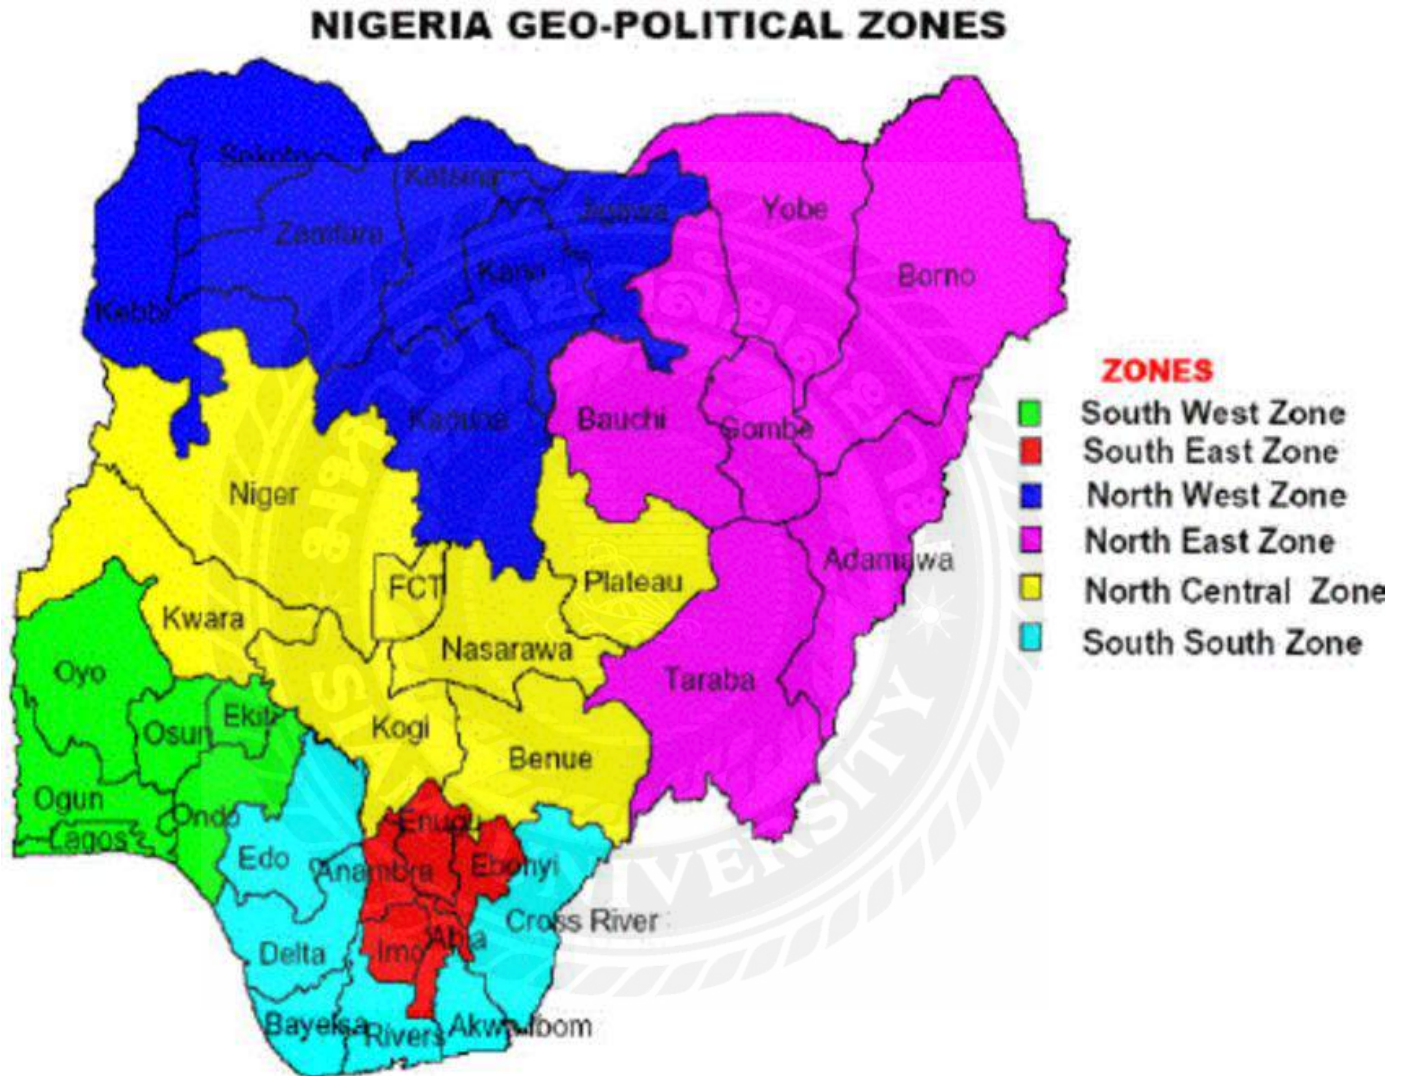 NIGERIA GEO-POLITICAL ZONES
Sokoto
Katsina
Jigawa
Yobe
Zamfara
Kano
Borno
Kebbi
Kaduna
Bauchi
Gombe
Niger
Adamawa
FCT
Plateau
Kwara
Nasarawa
Oyo
Taraba
Osun
Ekiti
Kogi
Benue
Ogun
Lagos
Ondo
Enugu
Edo
Anambra
Ebonyi
Cross River
Delta
Imo
Abia
Bayelsa
Rivers
Akwa Ibom
ZONES
South West Zone
South East Zone
North West Zone
North East Zone
North Central Zone
South South Zone
UNIVERSITY